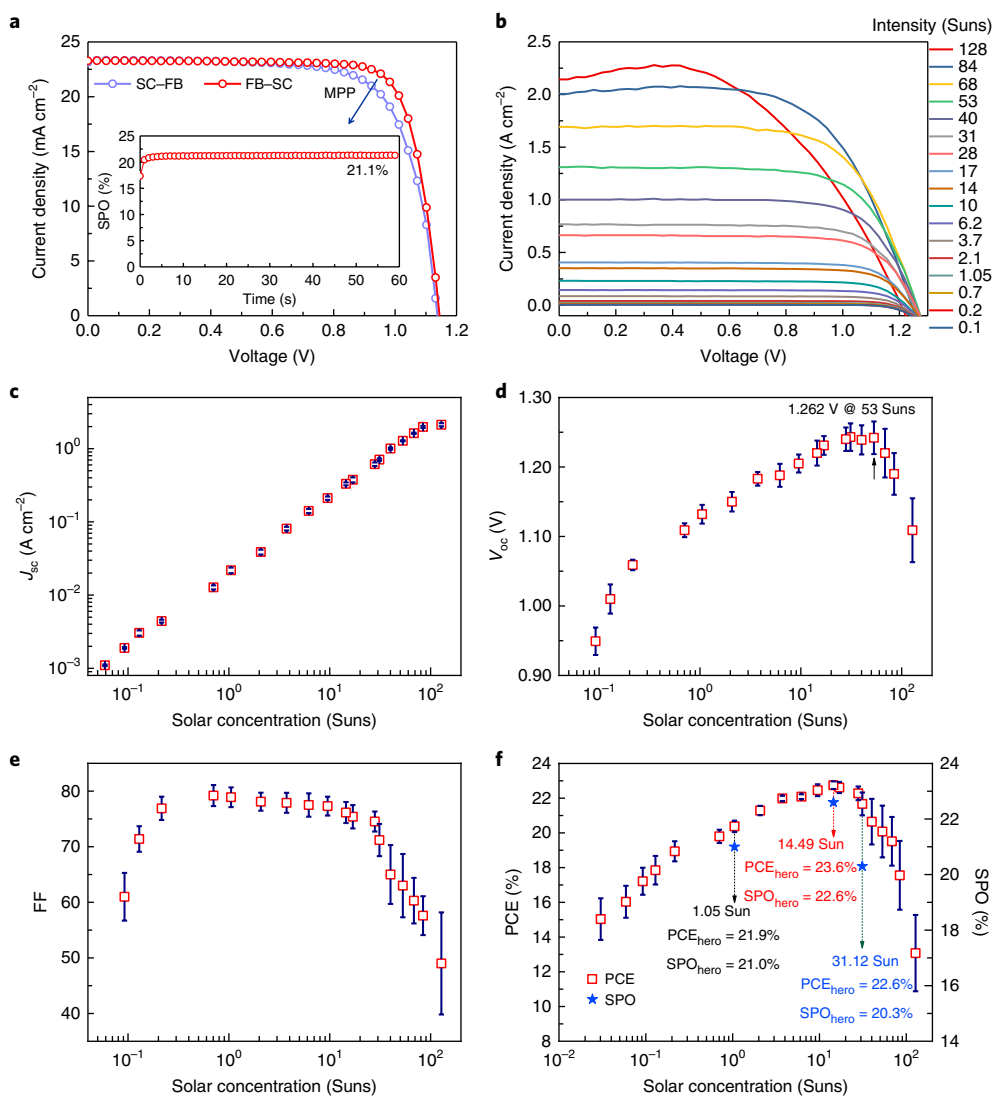 a
25
20
15
10
5
0
Current density (mA cm⁻²)
SC–FB
FB–SC
MPP
25
20
15
10
5
0
SPO (%)
21.1%
0 10 20 30 40 50 60
Time (s)
0.0 0.2 0.4 0.6 0.8 1.0 1.2
Voltage (V)
b
2.5
2.0
1.5
1.0
0.5
0.0
Current density (A cm⁻²)
0.0 0.2 0.4 0.6 0.8 1.0 1.2
Voltage (V)
Intensity (Suns)
128
84
68
53
40
31
28
17
14
10
6.2
3.7
2.1
1.05
0.7
0.2
0.1
c
10⁰
10⁻¹
10⁻²
10⁻³
Jsc (A cm⁻²)
10⁻¹ 10⁰ 10¹ 10²
Solar concentration (Suns)
d
1.30
1.20
1.10
1.00
0.90
Voc (V)
1.262 V @ 53 Suns
10⁻¹ 10⁰ 10¹ 10²
Solar concentration (Suns)
e
80
70
60
50
40
FF
10⁻¹ 10⁰ 10¹ 10²
Solar concentration (Suns)
f
24
22
20
18
16
14
12
10
PCE (%)
14.49 Sun
PCEhero = 23.6%
SPOhero = 22.6%
1.05 Sun
PCEhero = 21.9%
SPOhero = 21.0%
31.12 Sun
PCEhero = 22.6%
SPOhero = 20.3%
PCE
SPO
24
22
20
18
16
14
SPO (%)
10⁻² 10⁻¹ 10⁰ 10¹ 10²
Solar concentration (Suns)